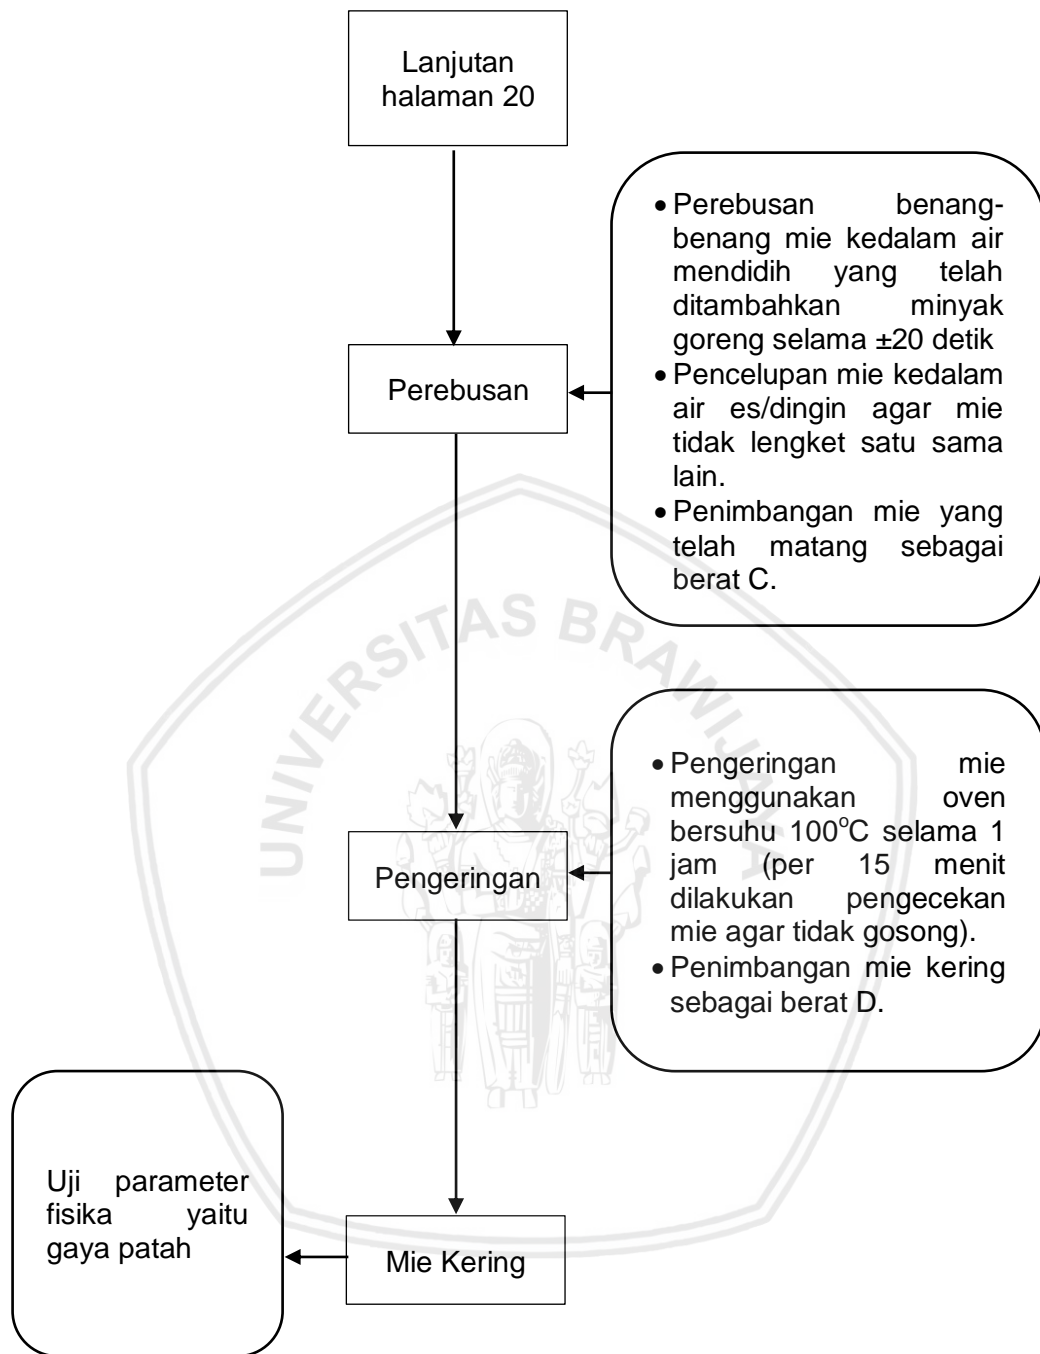 Lanjutan
halaman 20
• Perebusan benang-
benang mie kedalam air
mendidih yang telah
ditambahkan minyak
goreng selama ±20 detik
• Pencelupan mie kedalam
air es/dingin agar mie
tidak lengket satu sama
lain.
• Penimbangan mie yang
telah matang sebagai
berat C.
Perebusan
UNIVERSITAS BRAWIJAYA
• Pengeringan mie
menggunakan oven
bersuhu 100°C selama 1
jam (per 15 menit
dilakukan pengecekan
mie agar tidak gosong).
• Penimbangan mie kering
sebagai berat D.
Pengeringan
Uji parameter
fisika yaitu
gaya patah
Mie Kering